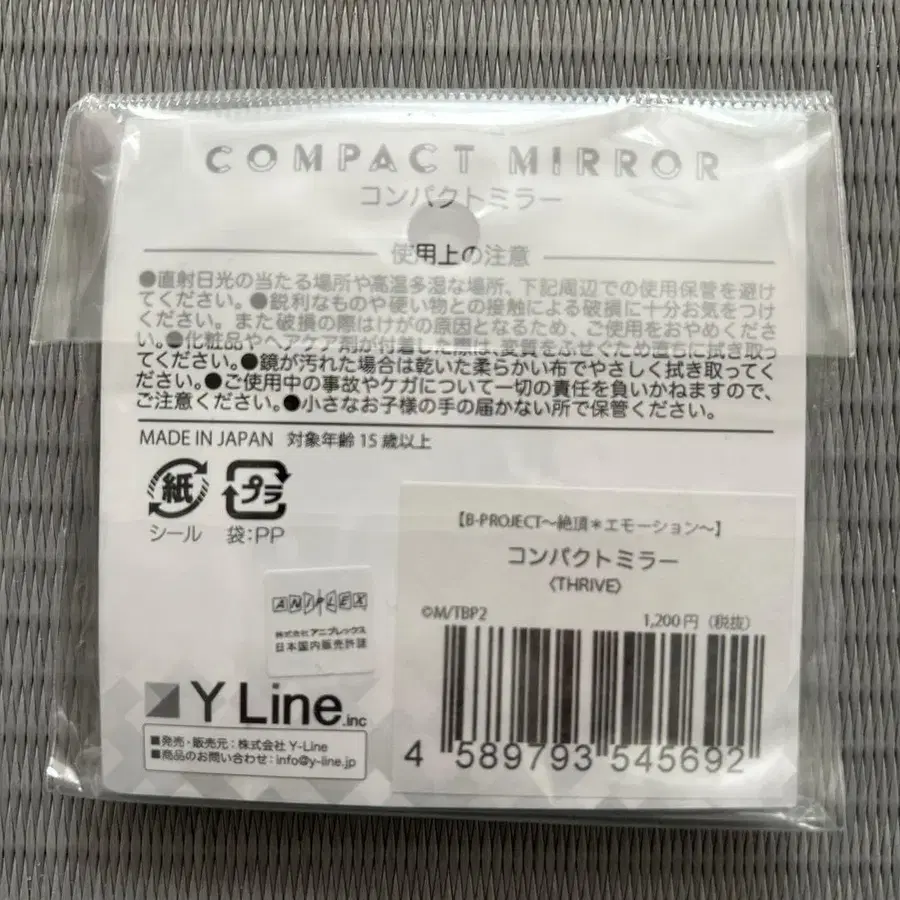 COMPACT MIRROR
コンパクトミラー
使用上の注意
●直射日光の当たる場所や高温多湿な場所、下記周辺での使用保管を避け
てください。●鋭利なものや硬い物との接触による破損に十分お気をつけ
ください。また破損の際はけがの原因となるため、ご使用をおやめくださ
い。●化粧品やヘアケア剤が付着した際は、変質をふせぐため直ちに拭き取っ
てください。●鏡が汚れた場合は乾いた柔らかい布でやさしく拭き取ってく
ださい。●ご使用中の事故やケガについて一切の責任を負いかねますので、
ご注意ください。●小さなお子様の手の届かない所で保管ください。
MADE IN JAPAN 対象年齢15歳以上
紙 プラ
シール 袋:PP
【B-PROJECT～絶頂＊エモーション～】
コンパクトミラー
〈THRIVE〉
©M/TBP2 1,200円（税抜）
4 589793 545692
ANIPLEX
株式会社アニプレックス
日本国内販売許諾
Y Line.inc
■発売・販売元:株式会社 Y-Line
■商品のお問い合わせ:info@y-line.jp